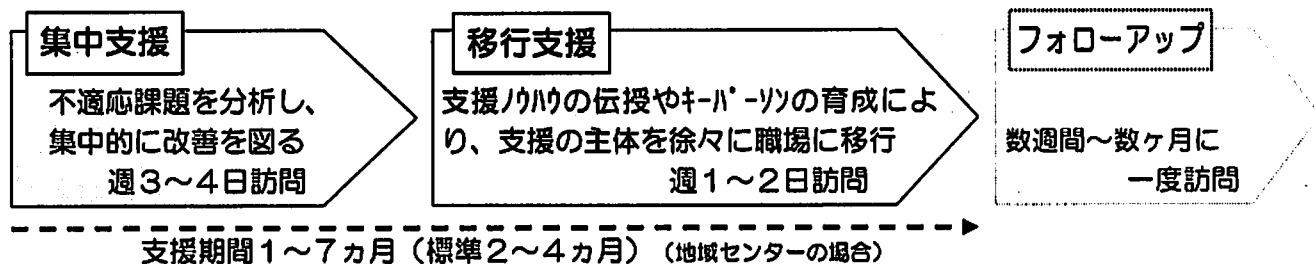 集中支援
不適応課題を分析し、
集中的に改善を図る
週3～4日訪問
移行支援
支援ﾉｳﾊｳの伝授やｷｰﾊﾟｰｿﾝの育成によ
り、支援の主体を徐々に職場に移行
週1～2日訪問
フォローアップ
数週間～数ヶ月に
一度訪問
支援期間1～7ヵ月（標準2～4ヵ月）（地域センターの場合）